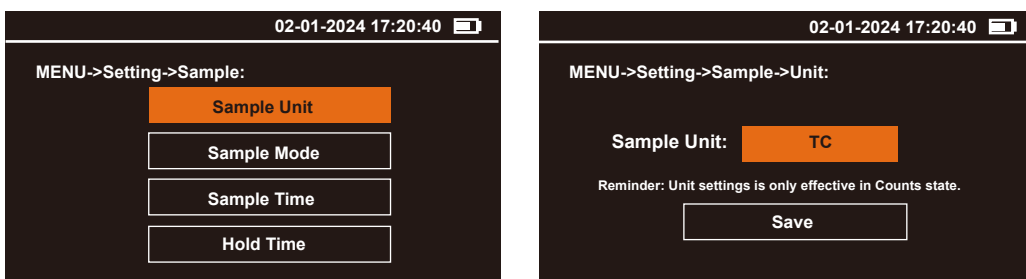 02-01-2024 17:20:40
MENU->Setting->Sample:
Sample Unit
Sample Mode
Sample Time
Hold Time
02-01-2024 17:20:40
MENU->Setting->Sample->Unit:
Sample Unit: TC
Reminder: Unit settings is only effective in Counts state.
Save